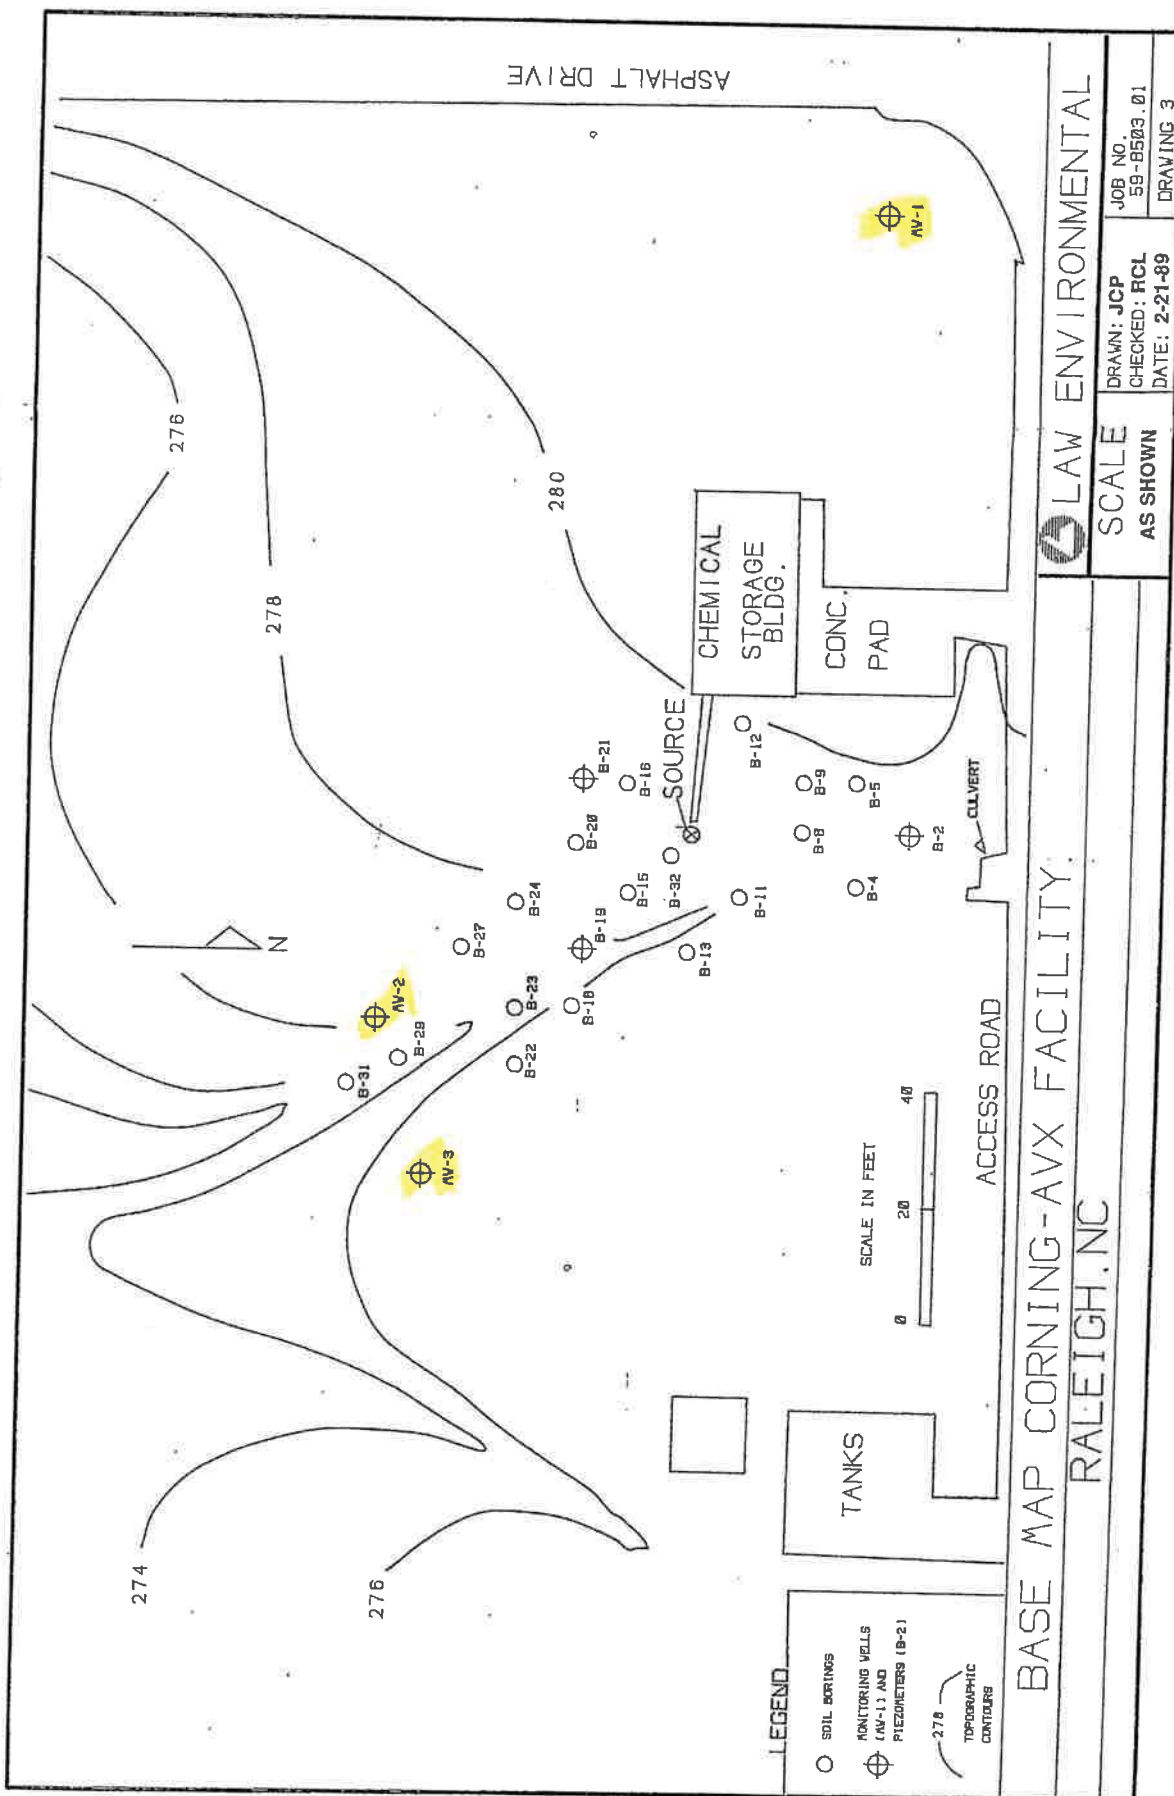 ASPHALT DRIVE
276
278
280
274
276
N
CHEMICAL
STORAGE
BLDG.
CONC.
PAD
SOURCE
MW-1
MW-2
MW-3
B-31
B-29
B-27
B-24
B-23
B-22
B-21
B-20
B-19
B-18
B-16
B-15
B-32
B-13
B-12
B-11
B-9
B-8
B-5
B-4
B-2
CULVERT
ACCESS ROAD
SCALE IN FEET
0 20 40
TANKS
LEGEND
SOIL BORINGS
MONITORING WELLS
(MW-1) AND
PIEZOMETERS (B-2)
278
TOPOGRAPHIC
CONTOURS
BASE MAP CORNING-AVX FACILITY
RALEIGH, NC
LAW ENVIRONMENTAL
SCALE
AS SHOWN
DRAWN: JCP
CHECKED: RCL
DATE: 2-21-89
JOB NO.
59-8503.01
DRAWING 3